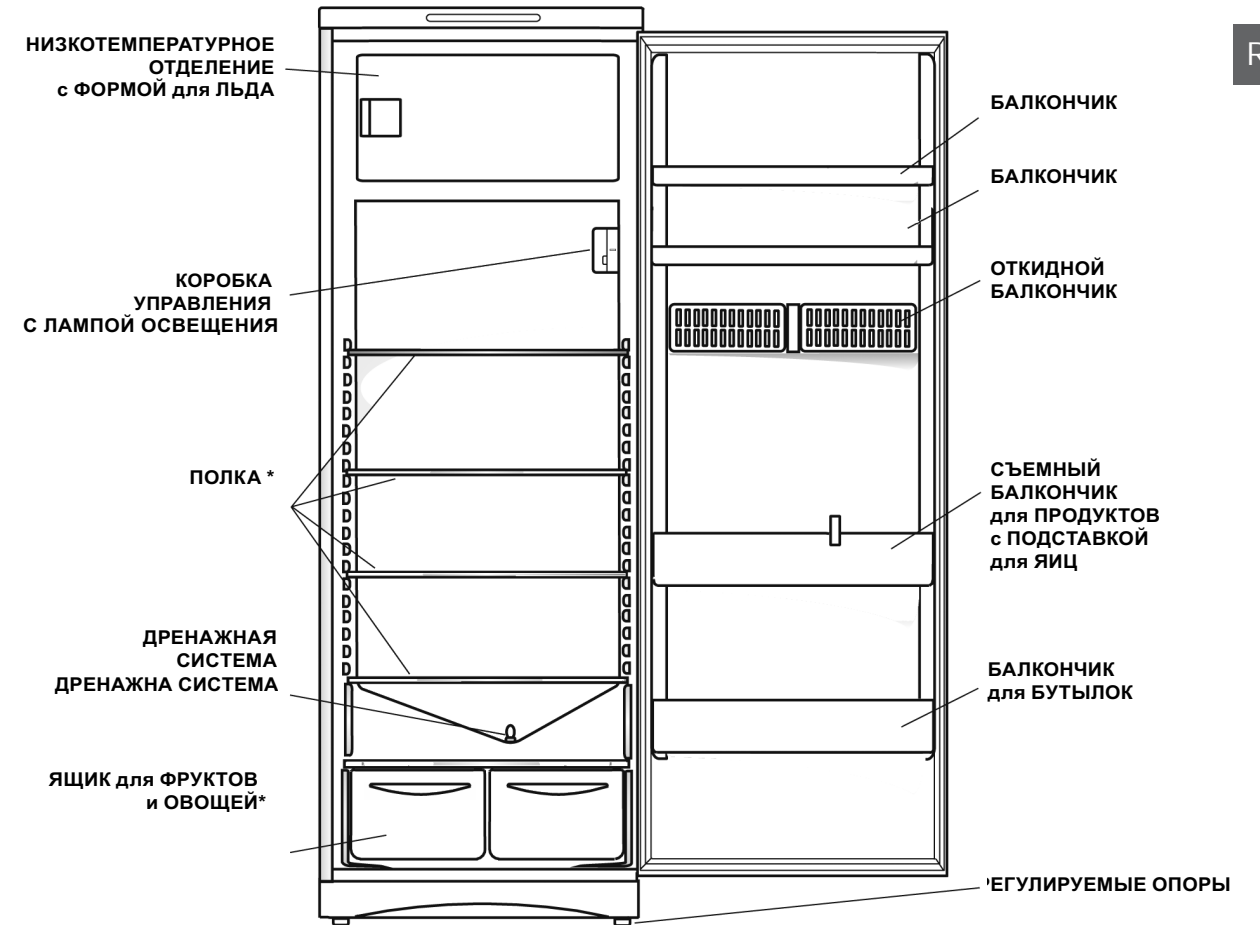 НИЗКОТЕМПЕРАТУРНОЕ
ОТДЕЛЕНИЕ
с ФОРМОЙ для ЛЬДА
КОРОБКА
УПРАВЛЕНИЯ
С ЛАМПОЙ ОСВЕЩЕНИЯ
ПОЛКА *
ДРЕНАЖНАЯ
СИСТЕМА
ДРЕНАЖНА СИСТЕМА
ЯЩИК для ФРУКТОВ
и ОВОЩЕЙ*
R
БАЛКОНЧИК
БАЛКОНЧИК
ОТКИДНОЙ
БАЛКОНЧИК
СЪЕМНЫЙ
БАЛКОНЧИК
для ПРОДУКТОВ
с ПОДСТАВКОЙ
для ЯИЦ
БАЛКОНЧИК
для БУТЫЛОК
РЕГУЛИРУЕМЫЕ ОПОРЫ